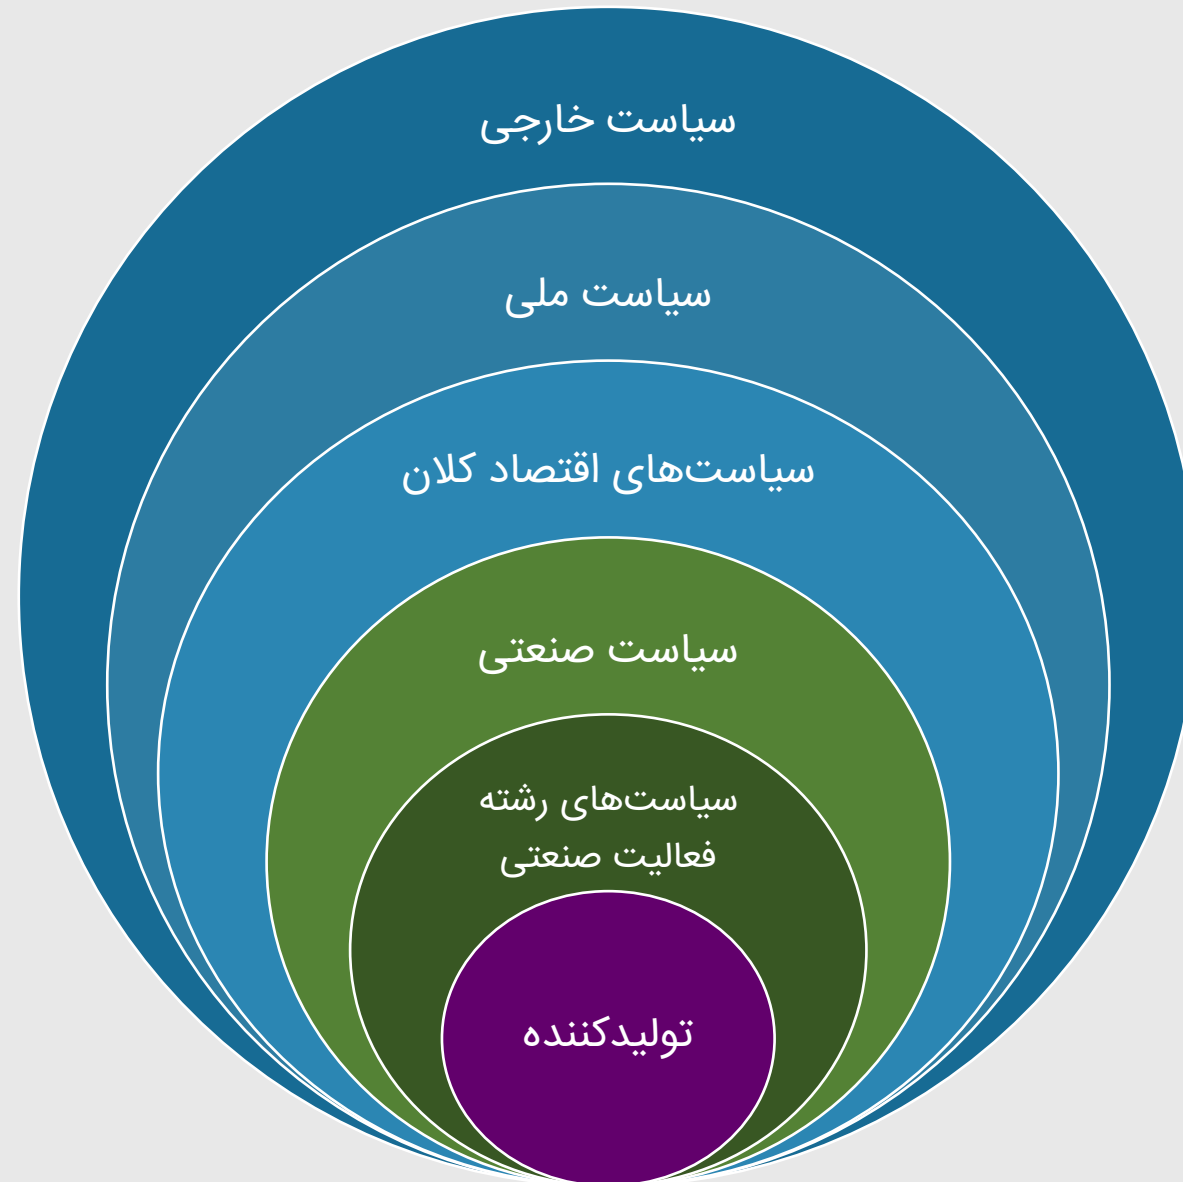 سیاست خارجی
سیاست ملی
سیاست‌های اقتصاد کلان
سیاست صنعتی
سیاست‌های رشته
فعالیت صنعتی
تولیدکننده